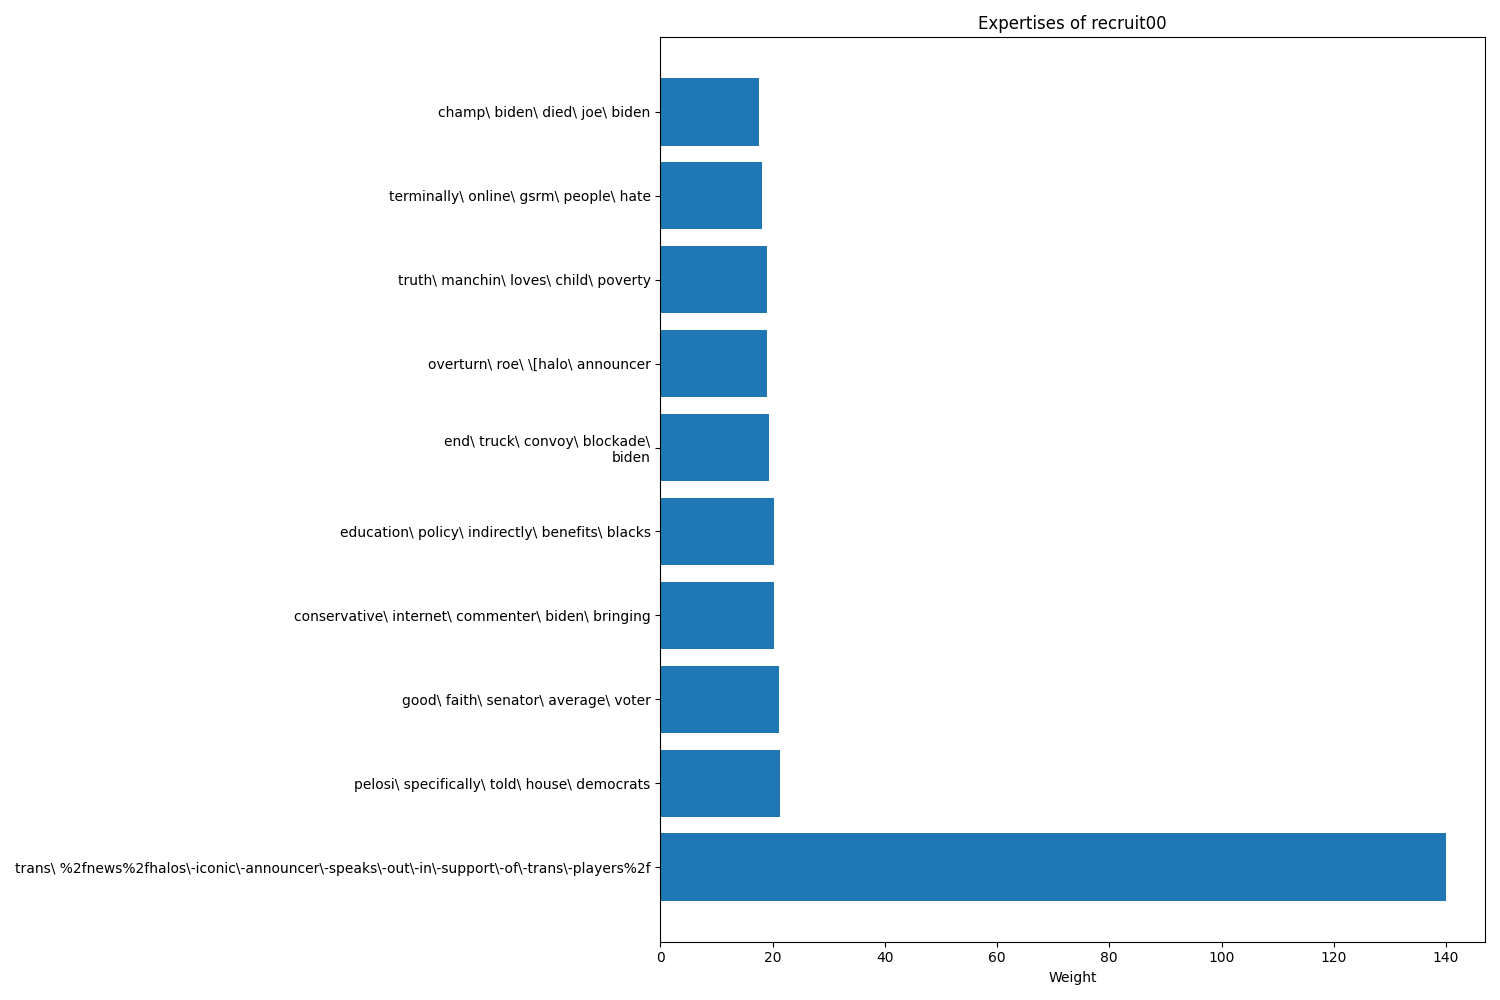 Expertises of recruit00
champ\ biden\ died\ joe\ biden
terminally\ online\ gsrm\ people\ hate
truth\ manchin\ loves\ child\ poverty
overturn\ roe\ \[halo\ announcer
end\ truck\ convoy\ blockade\
biden
education\ policy\ indirectly\ benefits\ blacks
conservative\ internet\ commenter\ biden\ bringing
good\ faith\ senator\ average\ voter
pelosi\ specifically\ told\ house\ democrats
trans\ %2fnews%2fhalos\-iconic\-announcer\-speaks\-out\-in\-support\-of\-trans\-players%2f
0 20 40 60 80 100 120 140
Weight